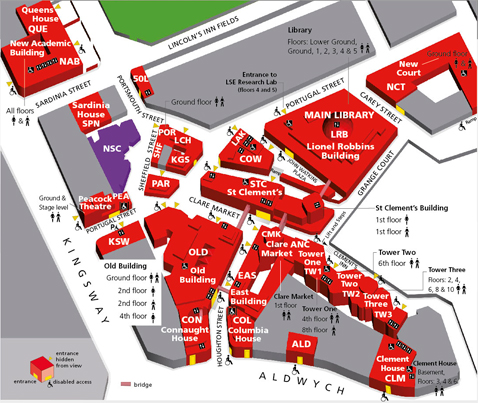 Queens
House
QUE
New Academic
Building
NAB
LINCOLN'S INN FIELDS
Library
Floors: Lower Ground,
Ground, 1, 2, 3, 4 & 5
SARDINIA STREET
PORTSMOUTH STREET
50L
Entrance to
LSE Research Lab
(floors 4 and 5)
PORTUGAL STREET
New
Court
NCT
Ground floor
CAREY STREET
Ramp
All floors
&
Sardinia
House
SPN
Ground floor
MAIN LIBRARY
LRB
Lionel Robbins
Building
NSC
SHEFFIELD STREET
POR
SHF
LCH
KGS
LAK
COW
JOHN WATKINS
PLAZA
GRANGE COURT
PAR
Ground &
Stage level
Peacock
Theatre
PEA
STC
St Clement's
CLARE MARKET
PORTUGAL STREET
KSW
KINGSWAY
St Clement's Building
1st floor
1st floor
Lift and Steps
CLEMENT'S INN
CMK
Clare
Market
ANC
OLD
Old
Building
Old Building
Ground floor
2nd floor
2nd floor
4th floor
EAS
East
Building
Tower
One
TW1
Tower
Two
TW2
Tower
Three
TW3
Tower Two
6th floor
Tower Three
Floors: 2, 4,
6, 8 & 10
Clare Market
1st floor
Tower One
4th floor
8th floor
CON
Connaught
House
HOUGHTON STREET
COL
Columbia
House
ALD
ALDWYCH
Clement
House
CLM
Clement House
Basement,
Floors: 3, 4 & 6
entrance
hidden
from view
entrance
disabled access
bridge